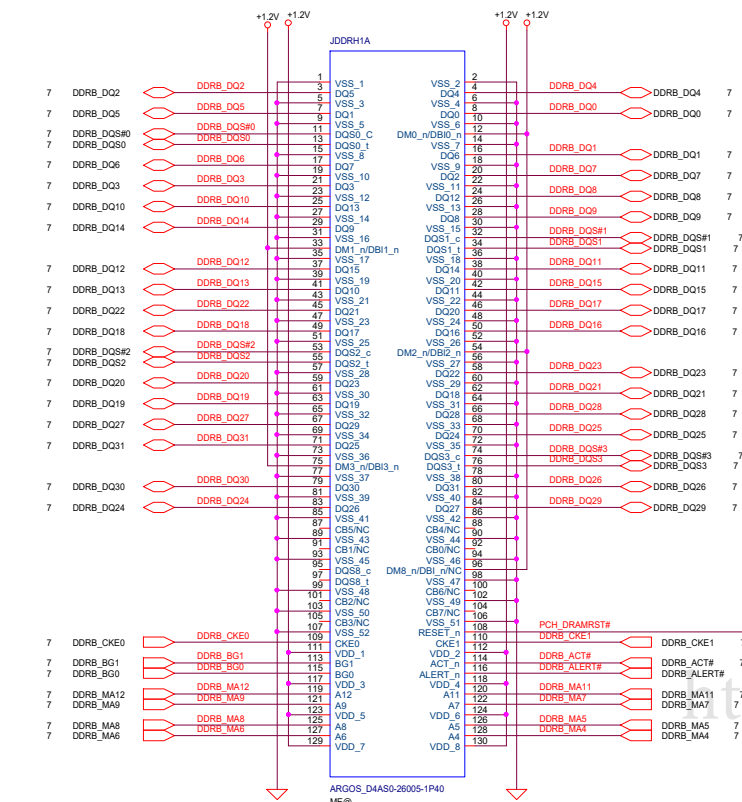 +1.2V +1.2V +1.2V +1.2V
JDDRH1A
1 VSS_1 VSS_2 2
7 DDRB_DQ2 DDRB_DQ2 3 DQ5 DQ4 4 DDRB_DQ4 DDRB_DQ4 7
5 VSS_3 VSS_4 6
7 DDRB_DQ5 DDRB_DQ5 7 DQ1 DQ0 8 DDRB_DQ0 DDRB_DQ0 7
9 VSS_5 VSS_6 10
7 DDRB_DQS#0 DDRB_DQS#0 11 DQS0_C DM0_n/DBI0_n 12
7 DDRB_DQS0 DDRB_DQS0 13 DQS0_t VSS_7 14
15 VSS_8 DQ6 16 DDRB_DQ1 DDRB_DQ1 7
7 DDRB_DQ6 DDRB_DQ6 17 DQ7 VSS_9 18
19 VSS_10 DQ2 20 DDRB_DQ7 DDRB_DQ7 7
7 DDRB_DQ3 DDRB_DQ3 21 DQ3 VSS_11 22
23 VSS_12 DQ12 24 DDRB_DQ8 DDRB_DQ8 7
7 DDRB_DQ10 DDRB_DQ10 25 DQ13 VSS_13 26
27 VSS_14 DQ8 28 DDRB_DQ9 DDRB_DQ9 7
7 DDRB_DQ14 DDRB_DQ14 29 DQ9 VSS_15 30
31 VSS_16 DQS1_c 32 DDRB_DQS#1 DDRB_DQS#1 7
33 DM1_n/DBI1_n DQS1_t 34 DDRB_DQS1 DDRB_DQS1 7
35 VSS_17 VSS_18 36
7 DDRB_DQ12 DDRB_DQ12 37 DQ15 DQ14 38 DDRB_DQ11 DDRB_DQ11 7
39 VSS_19 VSS_20 40
7 DDRB_DQ13 DDRB_DQ13 41 DQ10 DQ11 42 DDRB_DQ15 DDRB_DQ15 7
43 VSS_21 VSS_22 44
7 DDRB_DQ22 DDRB_DQ22 45 DQ21 DQ20 46 DDRB_DQ17 DDRB_DQ17 7
47 VSS_23 VSS_24 48
7 DDRB_DQ18 DDRB_DQ18 49 DQ17 DQ16 50 DDRB_DQ16 DDRB_DQ16 7
51 VSS_25 VSS_26 52
7 DDRB_DQS#2 DDRB_DQS#2 53 DQS2_c DM2_n/DBI2_n 54
7 DDRB_DQS2 DDRB_DQS2 55 DQS2_t VSS_27 56
57 VSS_28 DQ22 58 DDRB_DQ23 DDRB_DQ23 7
7 DDRB_DQ20 DDRB_DQ20 59 DQ23 VSS_29 60
61 VSS_30 DQ18 62 DDRB_DQ21 DDRB_DQ21 7
7 DDRB_DQ19 DDRB_DQ19 63 DQ19 VSS_31 64
65 VSS_32 DQ28 66 DDRB_DQ28 DDRB_DQ28 7
7 DDRB_DQ27 DDRB_DQ27 67 DQ29 VSS_33 68
69 VSS_34 DQ24 70 DDRB_DQ25 DDRB_DQ25 7
7 DDRB_DQ31 DDRB_DQ31 71 DQ25 VSS_35 72
73 VSS_36 DQS3_c 74 DDRB_DQS#3 DDRB_DQS#3 7
75 DM3_n/DBI3_n DQS3_t 76 DDRB_DQS3 DDRB_DQS3 7
77 VSS_37 VSS_38 78
7 DDRB_DQ30 DDRB_DQ30 79 DQ30 DQ31 80 DDRB_DQ26 DDRB_DQ26 7
81 VSS_39 VSS_40 82
7 DDRB_DQ24 DDRB_DQ24 83 DQ26 DQ27 84 DDRB_DQ29 DDRB_DQ29 7
85 VSS_41 VSS_42 86
87 CB5/NC CB4/NC 88
89 VSS_43 VSS_44 90
91 CB1/NC CB0/NC 92
93 VSS_45 VSS_46 94
95 DQS8_c DM8_n/DBI_n/NC 96
97 DQS8_t VSS_47 98
99 VSS_48 CB6/NC 100
101 CB2/NC VSS_49 102
103 VSS_50 CB7/NC 104
105 CB3/NC VSS_51 106
107 VSS_52 RESET_n 108 PCH_DRAMRST#
7 DDRB_CKE0 DDRB_CKE0 109 CKE0 CKE1 110 DDRB_CKE1 DDRB_CKE1 7
111 VDD_1 VDD_2 112
7 DDRB_BG1 DDRB_BG1 113 BG1 ACT_n 114 DDRB_ACT# DDRB_ACT# 7
7 DDRB_BG0 DDRB_BG0 115 BG0 ALERT_n 116 DDRB_ALERT# DDRB_ALERT#
117 VDD_3 VDD_4 118
7 DDRB_MA12 DDRB_MA12 119 A12 A11 120 DDRB_MA11 DDRB_MA11 7
7 DDRB_MA9 DDRB_MA9 121 A9 A7 122 DDRB_MA7 DDRB_MA7 7
123 VDD_5 VDD_6 124
7 DDRB_MA8 DDRB_MA8 125 A8 A5 126 DDRB_MA5 DDRB_MA5 7
7 DDRB_MA6 DDRB_MA6 127 A6 A4 128 DDRB_MA4 DDRB_MA4 7
129 VDD_7 VDD_8 130
ht
ARGOS_D4AS0-26005-1P40
ME@